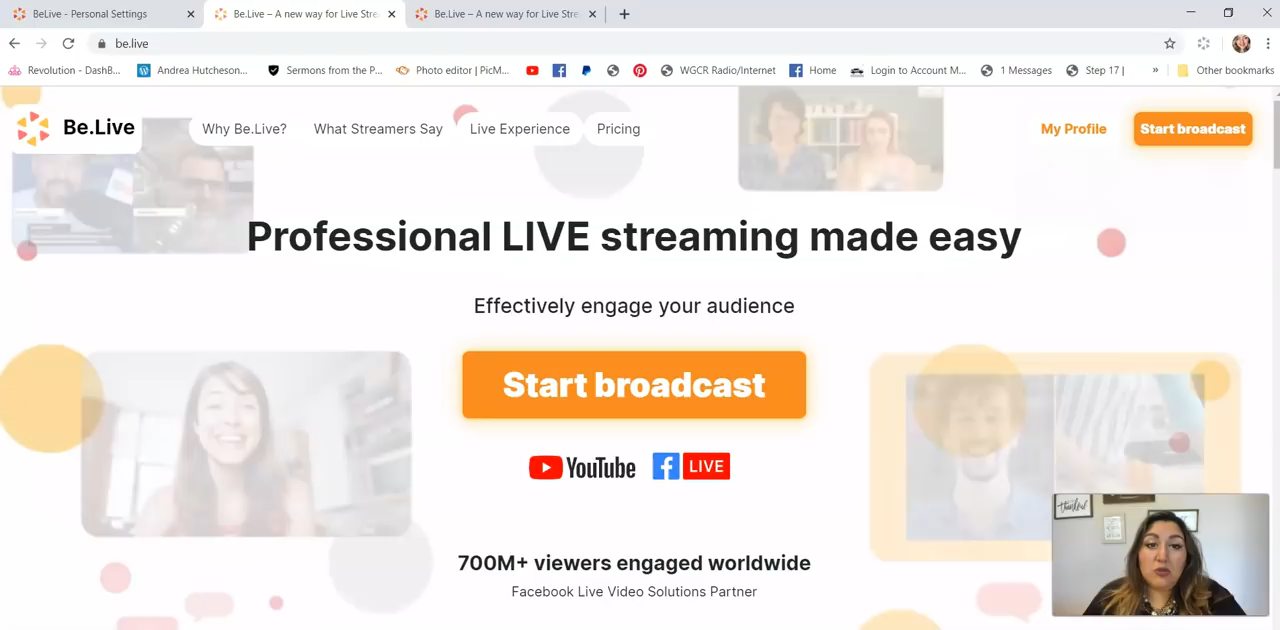 BeLive - Personal Settings
Be.Live – A new way for Live Stre
Be.Live – A new way for Live Stre
be.live
Revolution - DashB...
Andrea Hutcheson...
Sermons from the P...
Photo editor | PicM...
WGCR Radio/Internet
Home
Login to Account M...
1 Messages
Step 17 |
»
Other bookmarks
Be.Live
Why Be.Live?
What Streamers Say
Live Experience
Pricing
My Profile
Start broadcast
Professional LIVE streaming made easy
Effectively engage your audience
Start broadcast
YouTube
LIVE
700M+ viewers engaged worldwide
Facebook Live Video Solutions Partner
thankful